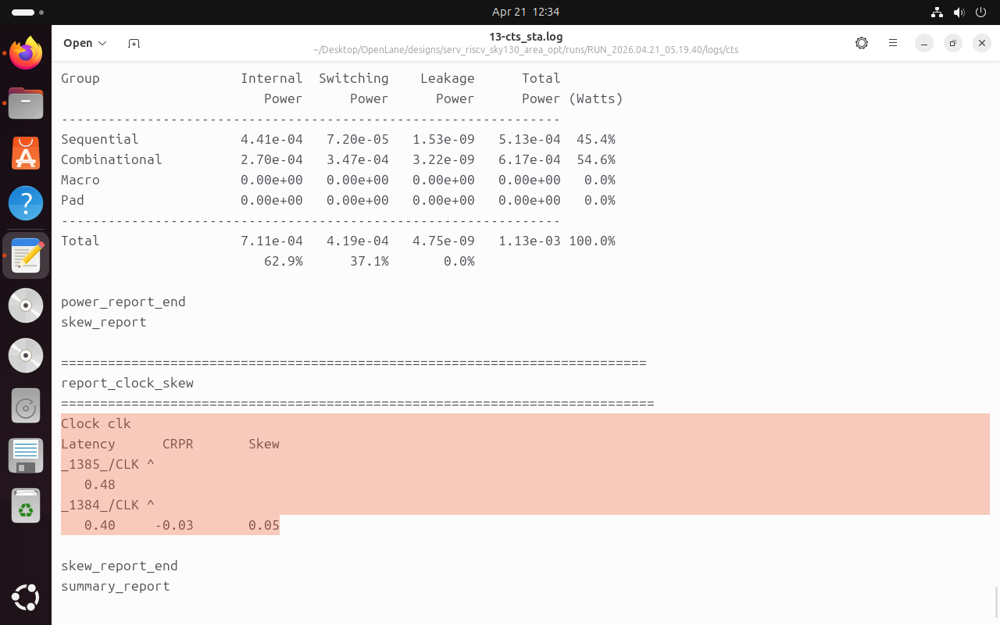 Apr 21 12:34
Open
13-cts_sta.log
~/Desktop/OpenLane/designs/serv_riscv_sky130_area_opt/runs/RUN_2026.04.21_05.19.40/logs/cts
Group                  Internal  Switching    Leakage      Total
                          Power      Power      Power      Power (Watts)
----------------------------------------------------------------
Sequential             4.41e-04   7.20e-05   1.53e-09   5.13e-04  45.4%
Combinational          2.70e-04   3.47e-04   3.22e-09   6.17e-04  54.6%
Macro                  0.00e+00   0.00e+00   0.00e+00   0.00e+00   0.0%
Pad                    0.00e+00   0.00e+00   0.00e+00   0.00e+00   0.0%
----------------------------------------------------------------
Total                  7.11e-04   4.19e-04   4.75e-09   1.13e-03 100.0%
                          62.9%      37.1%       0.0%
power_report_end
skew_report
===========================================================================
report_clock_skew
============================================================================
Clock clk
Latency      CRPR       Skew
_1385_/CLK ^
   0.48
_1384_/CLK ^
   0.40     -0.03       0.05
skew_report_end
summary_report